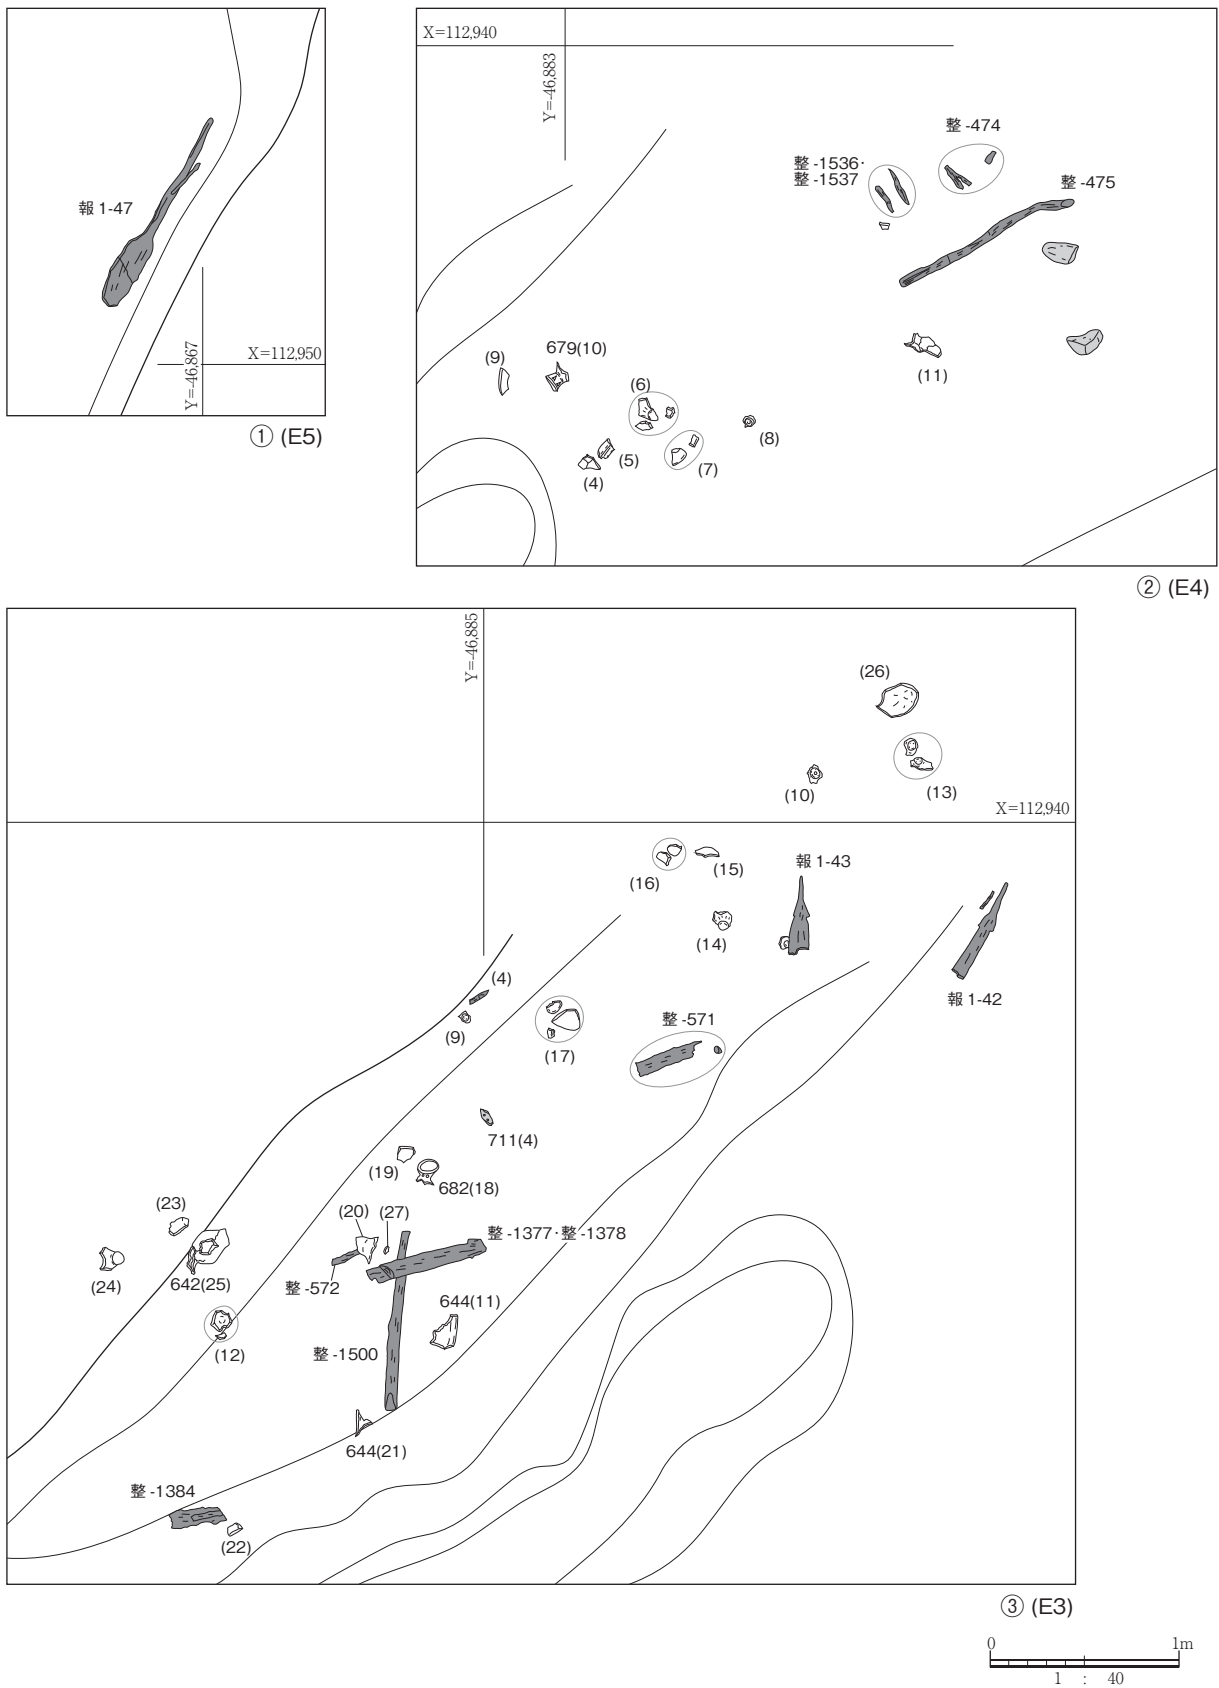 報 1-47
Y=-46,867
X=112,950
① (E5)
X=112,940
Y=-46,883
整 -474
整 -1536·
整 -1537
整 -475
(9)
679(10)
(6)
(11)
(8)
(5)
(7)
(4)
② (E4)
Y=-46,885
(26)
(10)
(13)
X=112,940
(16)
(15)
報 1-43
(14)
報 1-42
(4)
(9)
(17)
整 -571
711(4)
(19)
682(18)
(23)
(20)
(27)
整 -1377·整 -1378
(24)
642(25)
整 -572
644(11)
(12)
整 -1500
644(21)
整 -1384
(22)
③ (E3)
0 1m
1 : 40